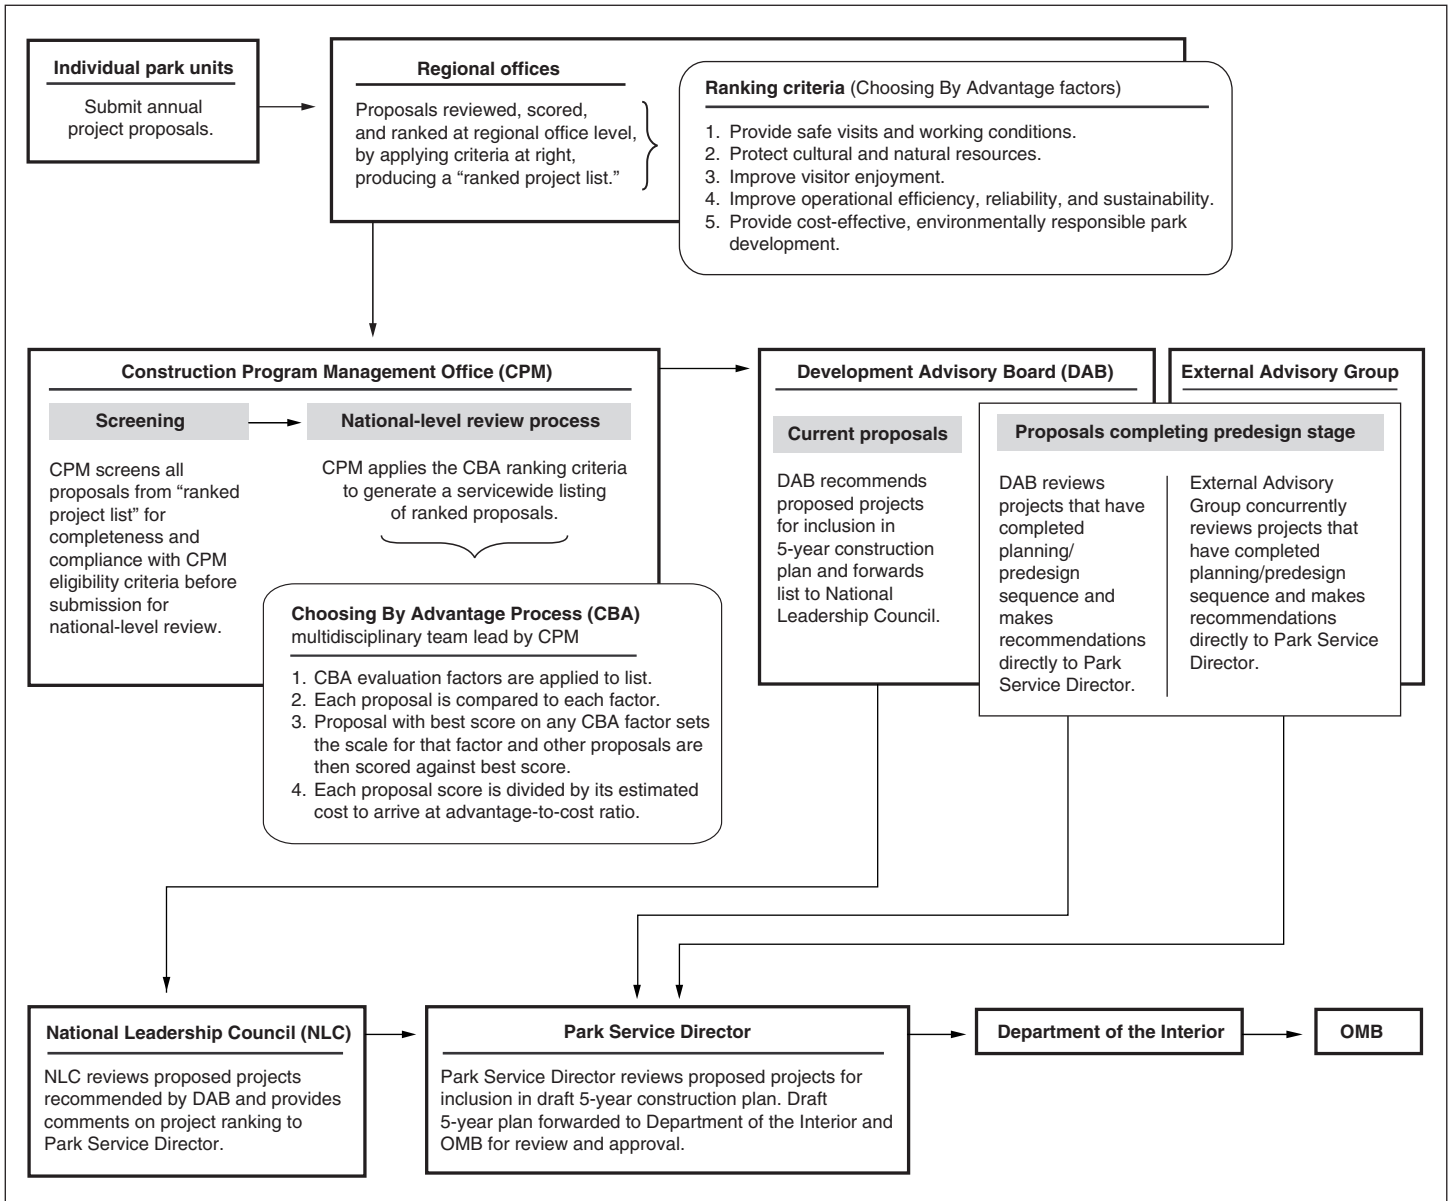 Individual park units
Submit annual
project proposals.
Regional offices
Proposals reviewed, scored,
and ranked at regional office level,
by applying criteria at right,
producing a “ranked project list.”
Ranking criteria (Choosing By Advantage factors)
1. Provide safe visits and working conditions.
2. Protect cultural and natural resources.
3. Improve visitor enjoyment.
4. Improve operational efficiency, reliability, and sustainability.
5. Provide cost-effective, environmentally responsible park
development.
Construction Program Management Office (CPM)
Screening
CPM screens all
proposals from “ranked
project list” for
completeness and
compliance with CPM
eligibility criteria before
submission for
national-level review.
National-level review process
CPM applies the CBA ranking criteria
to generate a servicewide listing
of ranked proposals.
Choosing By Advantage Process (CBA)
multidisciplinary team lead by CPM
1. CBA evaluation factors are applied to list.
2. Each proposal is compared to each factor.
3. Proposal with best score on any CBA factor sets
the scale for that factor and other proposals are
then scored against best score.
4. Each proposal score is divided by its estimated
cost to arrive at advantage-to-cost ratio.
Development Advisory Board (DAB)
Current proposals
DAB recommends
proposed projects
for inclusion in
5-year construction
plan and forwards
list to National
Leadership Council.
External Advisory Group
Proposals completing predesign stage
DAB reviews
projects that have
completed
planning/
predesign
sequence and
makes
recommendations
directly to Park
Service Director.
External Advisory
Group concurrently
reviews projects that
have completed
planning/predesign
sequence and makes
recommendations
directly to Park Service
Director.
National Leadership Council (NLC)
NLC reviews proposed projects
recommended by DAB and provides
comments on project ranking to
Park Service Director.
Park Service Director
Park Service Director reviews proposed projects for
inclusion in draft 5-year construction plan. Draft
5-year plan forwarded to Department of the Interior and
OMB for review and approval.
Department of the Interior
OMB